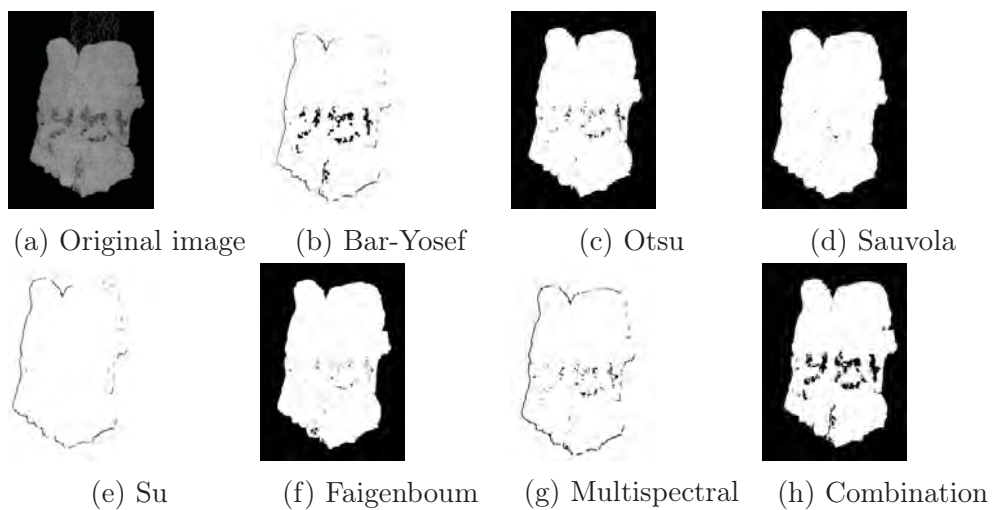 (a) Original image (b) Bar-Yosef (c) Otsu (d) Sauvola
(e) Su (f) Faigenboum (g) Multispectral (h) Combination